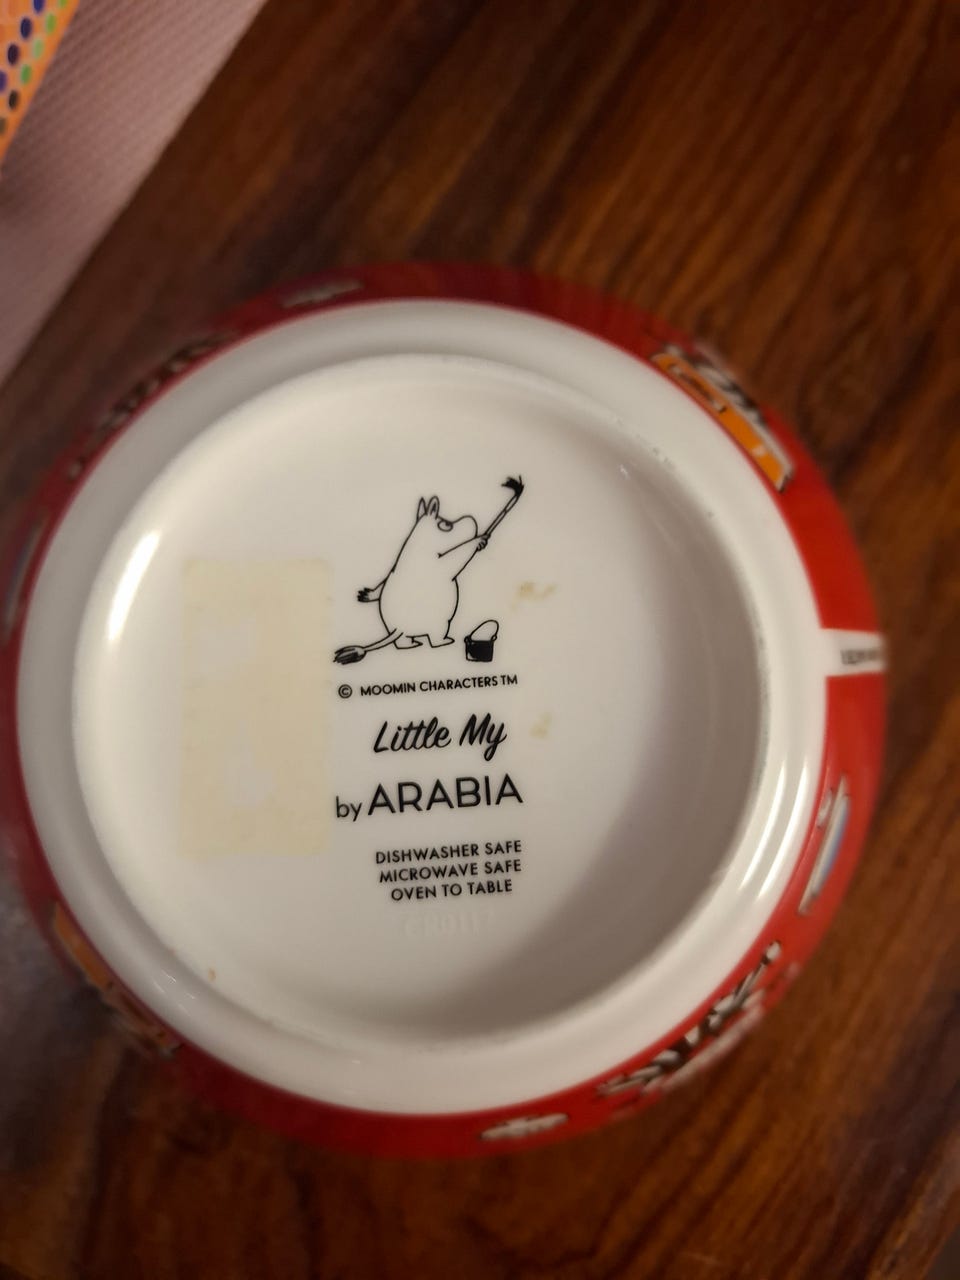 © MOOMIN CHARACTERS TM
Little My
by ARABIA
DISHWASHER SAFE
MICROWAVE SAFE
OVEN TO TABLE